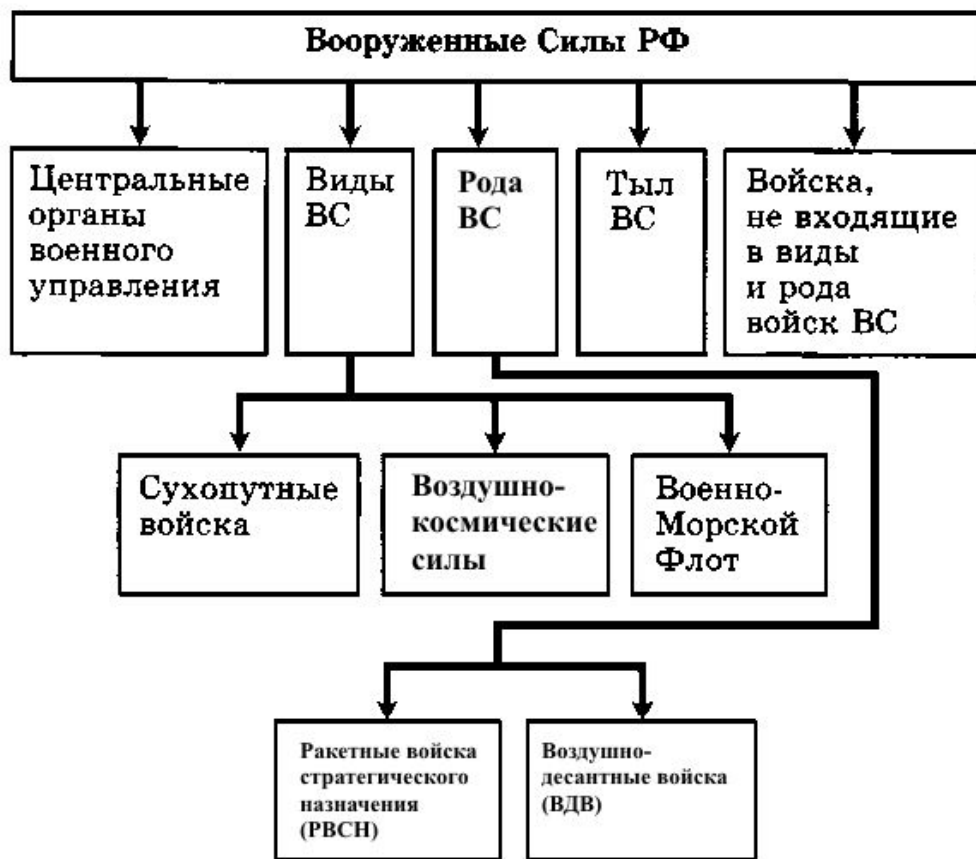 Вооруженные Силы РФ
Центральные
органы
военного
управления
Виды
ВС
Рода
ВС
Тыл
ВС
Войска,
не входящие
в виды
и рода
войск ВС
Сухопутные
войска
Воздушно-
космические
силы
Военно-
Морской
Флот
Ракетные войска
стратегического
назначения
(РВСН)
Воздушно-
десантные войска
(ВДВ)